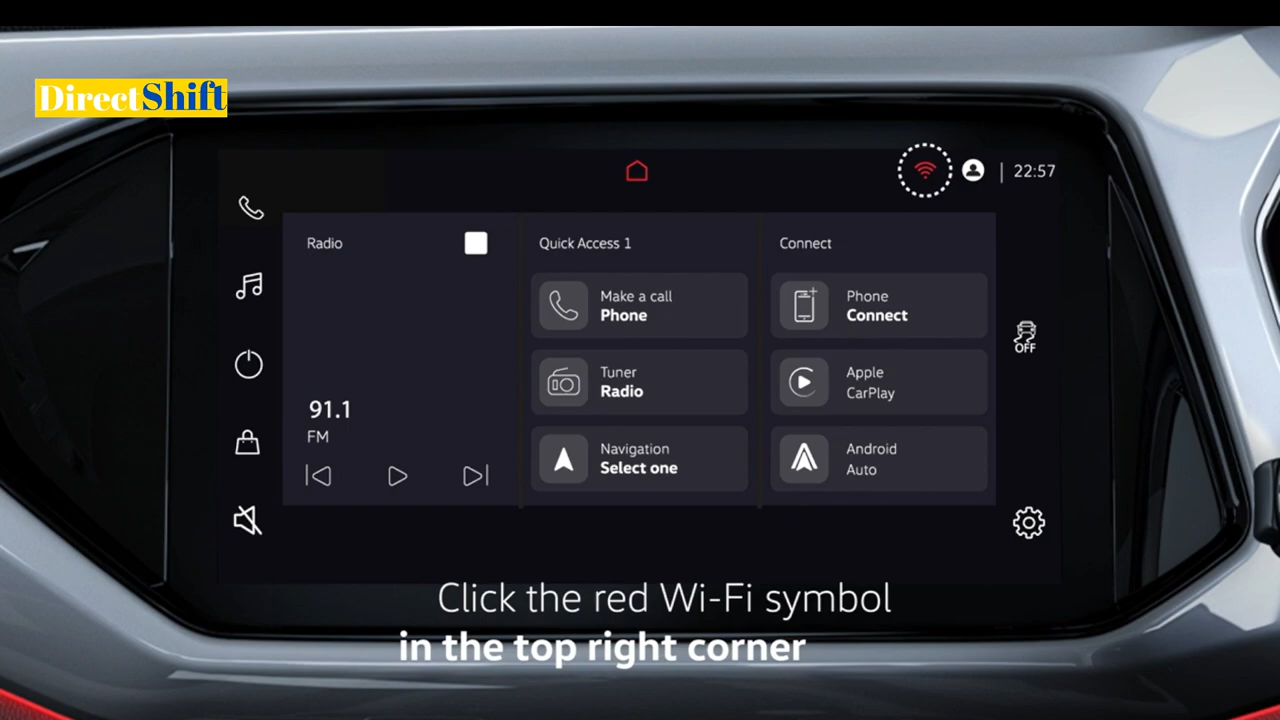 DirectShift
22:57
Radio
Quick Access 1
Connect
Make a call
Phone
Phone
Connect
Tuner
Radio
Apple
CarPlay
OFF
91.1
FM
Navigation
Select one
Android
Auto
Click the red Wi-Fi symbol
in the top right corner